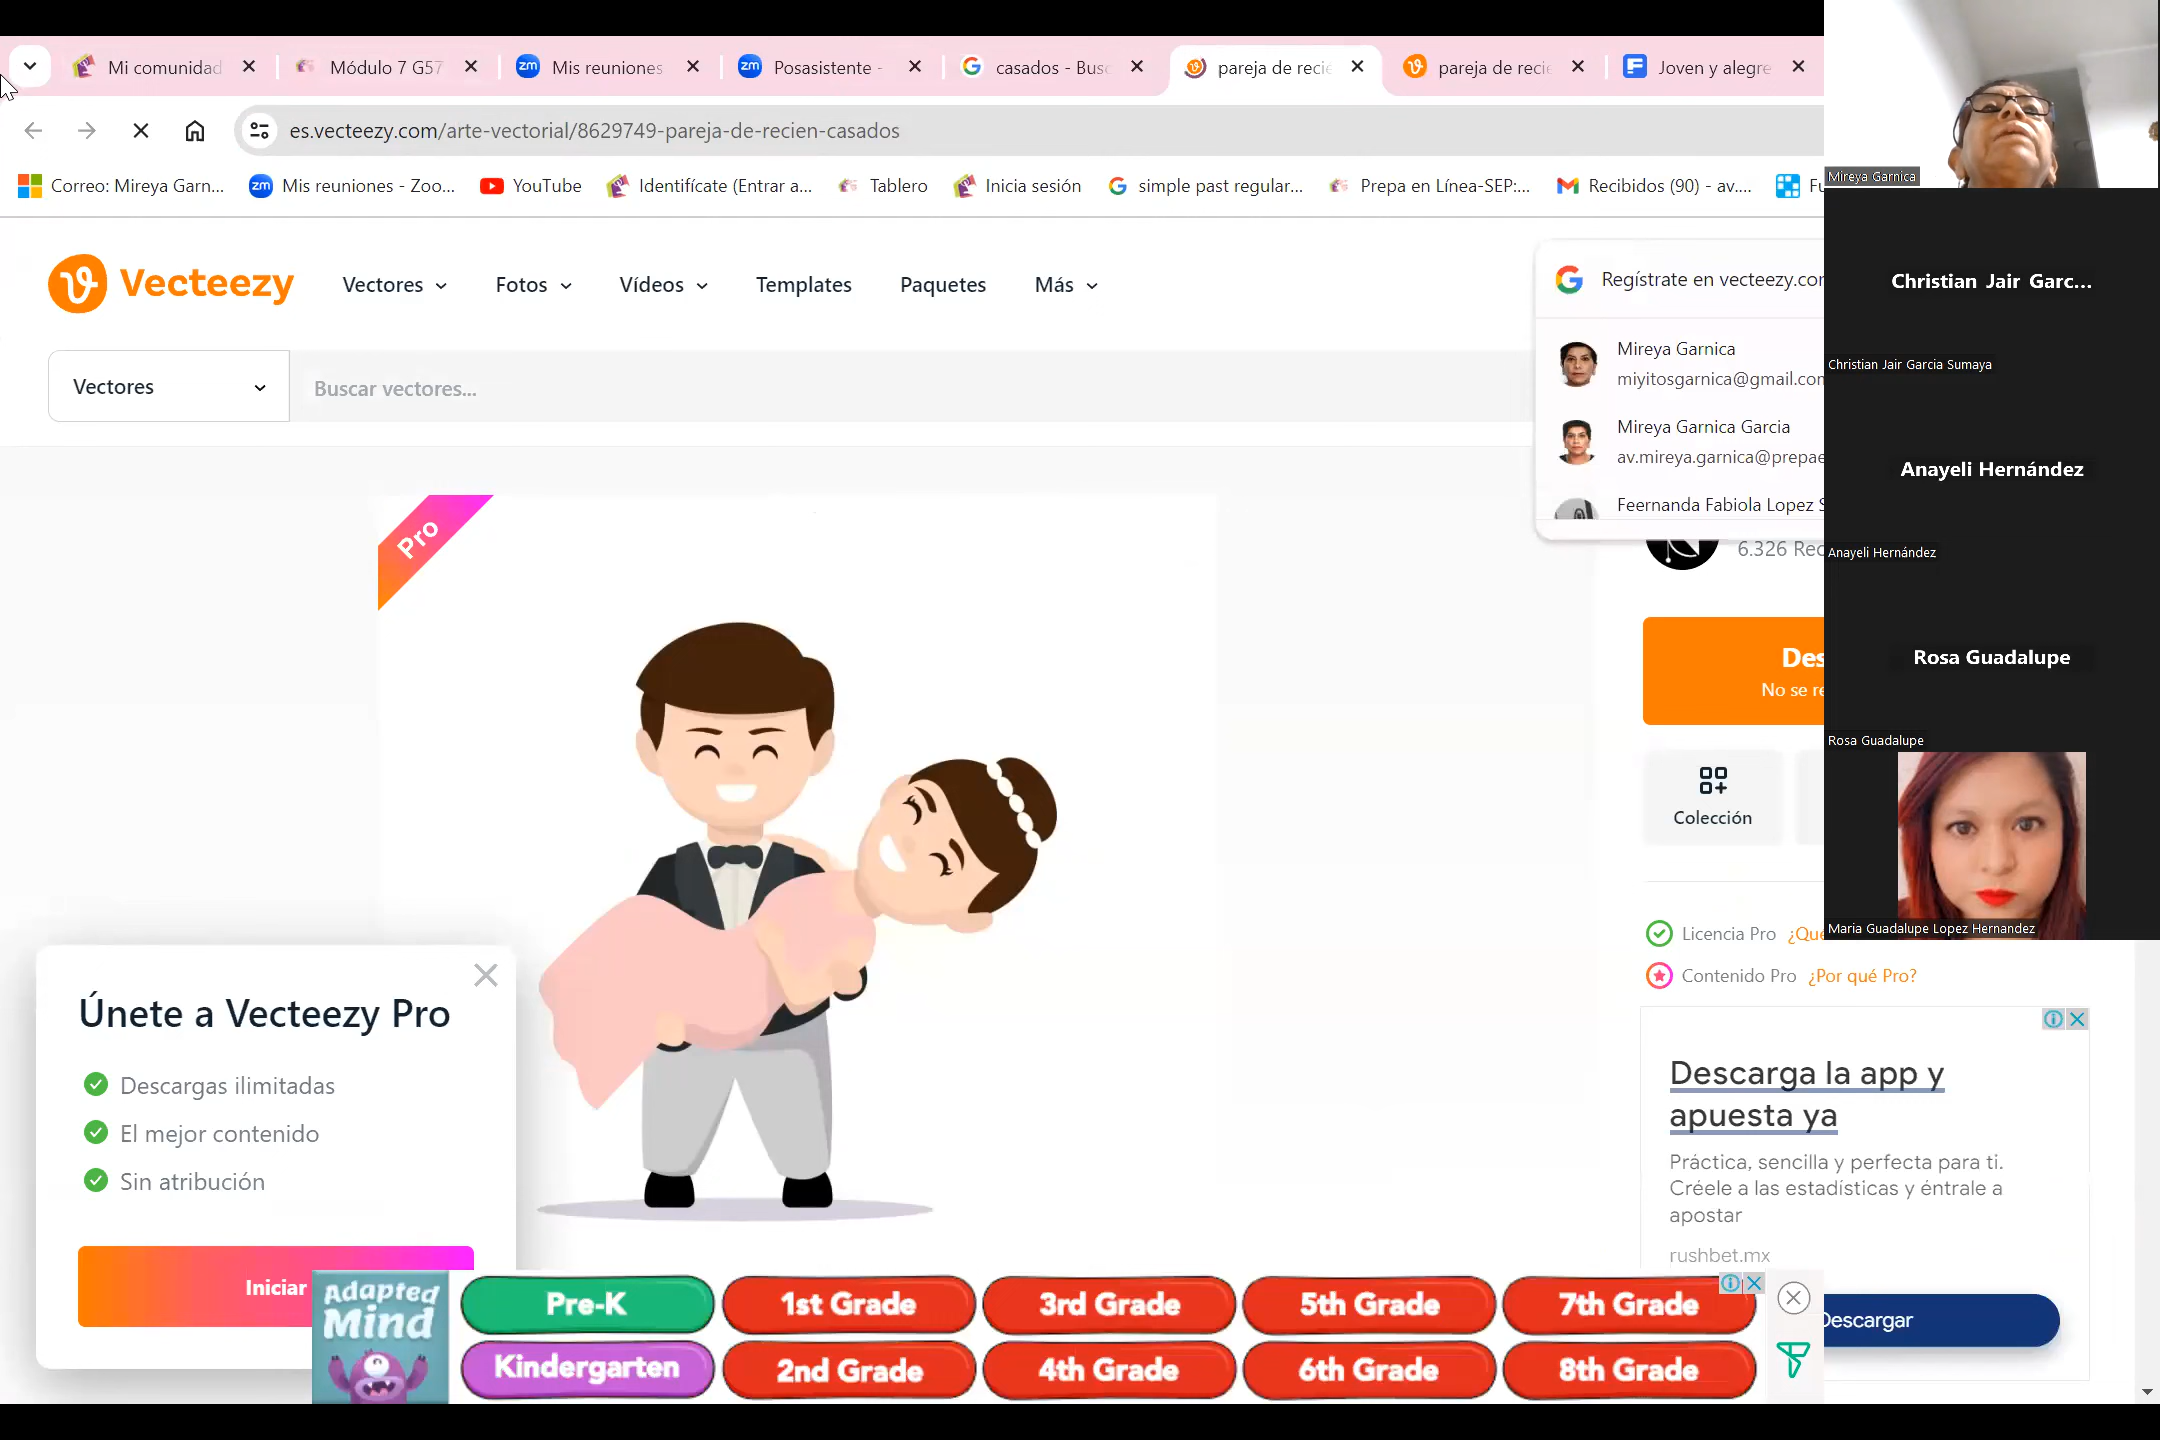 Mi comunidad
Módulo 7 G57
Mis reuniones
Posasistente -
casados - Busc
pareja de recie
pareja de recie
Joven y alegre
es.vecteezy.com/arte-vectorial/8629749-pareja-de-recien-casados
Correo: Mireya Garn...
Mis reuniones - Zoo...
YouTube
Identifícate (Entrar a...
Tablero
Inicia sesión
simple past regular...
Prepa en Línea-SEP:...
Recibidos (90) - av....
Fu
Vecteezy
Vectores
Fotos
Vídeos
Templates
Paquetes
Más
Vectores
Buscar vectores...
Regístrate en vecteezy.com
Mireya Garnica
miyitosgarnica@gmail.com
Mireya Garnica Garcia
av.mireya.garnica@prepae
Feernanda Fabiola Lopez S
6.326 Rec
Pro
Des
No se re
Colección
Licencia Pro ¿Qué
Contenido Pro ¿Por qué Pro?
Únete a Vecteezy Pro
Descargas ilimitadas
El mejor contenido
Sin atribución
Iniciar
Descarga la app y
apuesta ya
Práctica, sencilla y perfecta para ti.
Créele a las estadísticas y éntrale a
apostar
rushbet.mx
Descargar
Adapted
Mind
Pre-K
1st Grade
3rd Grade
5th Grade
7th Grade
Kindergarten
2nd Grade
4th Grade
6th Grade
8th Grade
Mireya Garnica
Christian Jair Garc...
Christian Jair Garcia Sumaya
Anayeli Hernández
Anayeli Hernández
Rosa Guadalupe
Rosa Guadalupe
Maria Guadalupe Lopez Hernandez